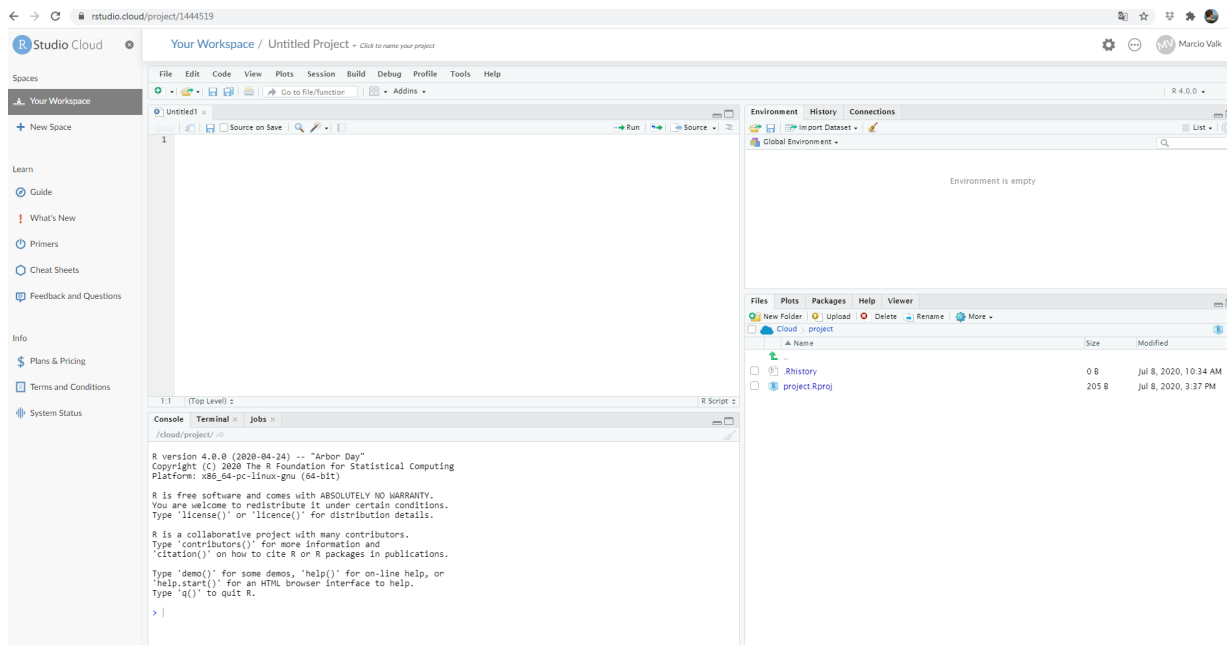 rstudio.cloud/project/1444519
R Studio Cloud
Your Workspace / Untitled Project • Click to name your project
MV Marcio Valk
Spaces
Your Workspace
New Space
Learn
Guide
What's New
Primers
Cheat Sheets
Feedback and Questions
Info
Plans & Pricing
Terms and Conditions
System Status
File Edit Code View Plots Session Build Debug Profile Tools Help
Go to file/function Addins R 4.0.0
Untitled1
Source on Save Run Source
1
1:1 (Top Level) R Script
Console Terminal Jobs
/cloud/project/
R version 4.0.0 (2020-04-24) -- "Arbor Day"
Copyright (C) 2020 The R Foundation for Statistical Computing
Platform: x86_64-pc-linux-gnu (64-bit)
R is free software and comes with ABSOLUTELY NO WARRANTY.
You are welcome to redistribute it under certain conditions.
Type 'license()' or 'licence()' for distribution details.
R is a collaborative project with many contributors.
Type 'contributors()' for more information and
'citation()' on how to cite R or R packages in publications.
Type 'demo()' for some demos, 'help()' for on-line help, or
'help.start()' for an HTML browser interface to help.
Type 'q()' to quit R.
>
Environment History Connections
Import Dataset List
Global Environment
Environment is empty
Files Plots Packages Help Viewer
New Folder Upload Delete Rename More
Cloud > project
Name Size Modified
..
.Rhistory 0 B Jul 8, 2020, 10:34 AM
project.Rproj 205 B Jul 8, 2020, 3:37 PM